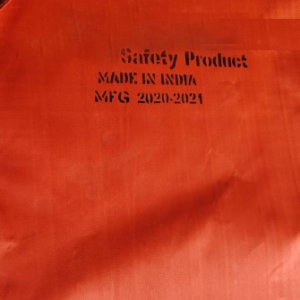 Safety Product
MADE IN INDIA
MFG 2020-2021